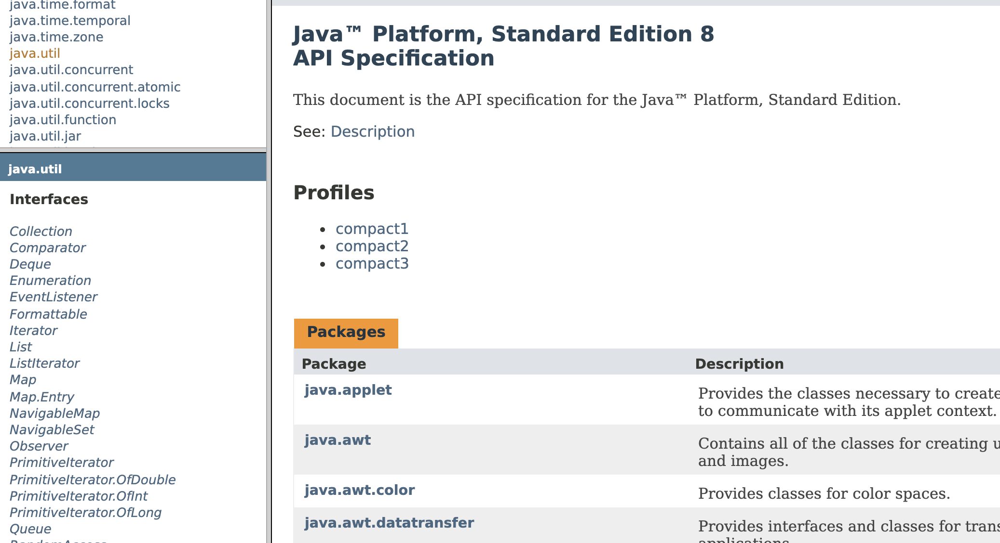 java.time.format
java.time.temporal
java.time.zone
java.util
java.util.concurrent
java.util.concurrent.atomic
java.util.concurrent.locks
java.util.function
java.util.jar
java.util
Interfaces
Collection
Comparator
Deque
Enumeration
EventListener
Formattable
Iterator
List
ListIterator
Map
Map.Entry
NavigableMap
NavigableSet
Observer
PrimitiveIterator
PrimitiveIterator.OfDouble
PrimitiveIterator.OfInt
PrimitiveIterator.OfLong
Queue
Java™ Platform, Standard Edition 8
API Specification
This document is the API specification for the Java™ Platform, Standard Edition.
See: Description
Profiles
• compact1
• compact2
• compact3
Packages
Package Description
java.applet Provides the classes necessary to create
to communicate with its applet context.
java.awt Contains all of the classes for creating u
and images.
java.awt.color Provides classes for color spaces.
java.awt.datatransfer Provides interfaces and classes for trans
applications.